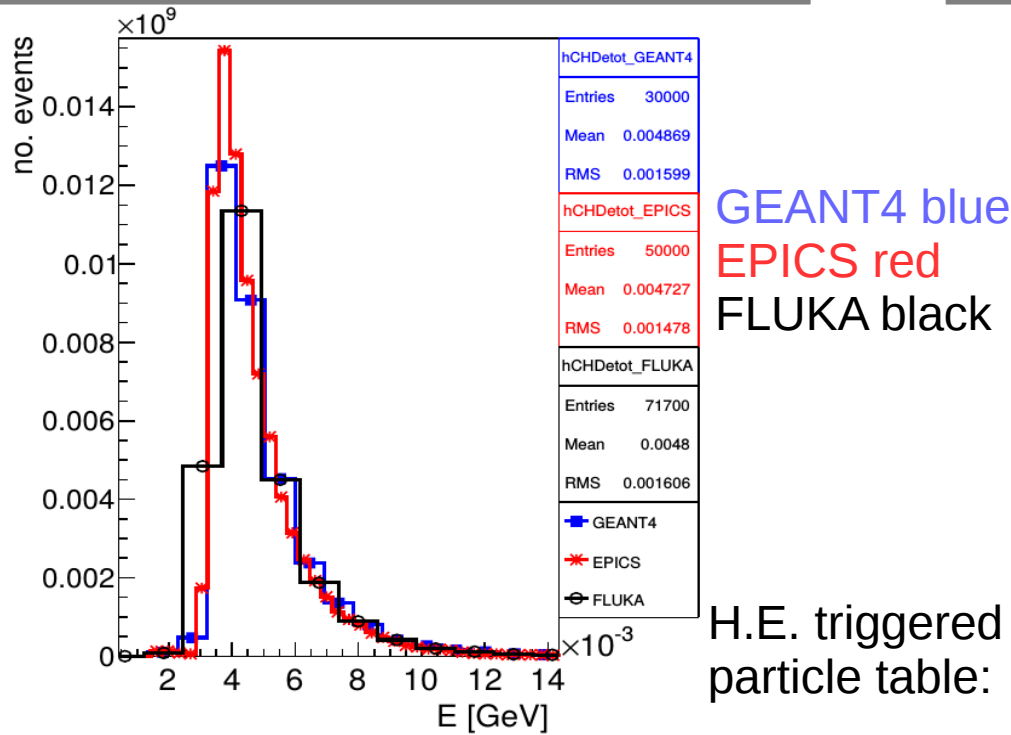 ×10⁹
no. events
0.014
0.012
0.01
0.008
0.006
0.004
0.002
0
2 4 6 8 10 12 14
×10⁻³
E [GeV]
hCHDetot_GEANT4
Entries 30000
Mean 0.004869
RMS 0.001599
hCHDetot_EPICS
Entries 50000
Mean 0.004727
RMS 0.001478
hCHDetot_FLUKA
Entries 71700
Mean 0.0048
RMS 0.001606
GEANT4
EPICS
FLUKA
GEANT4 blue
EPICS red
FLUKA black
H.E. triggered
particle table: